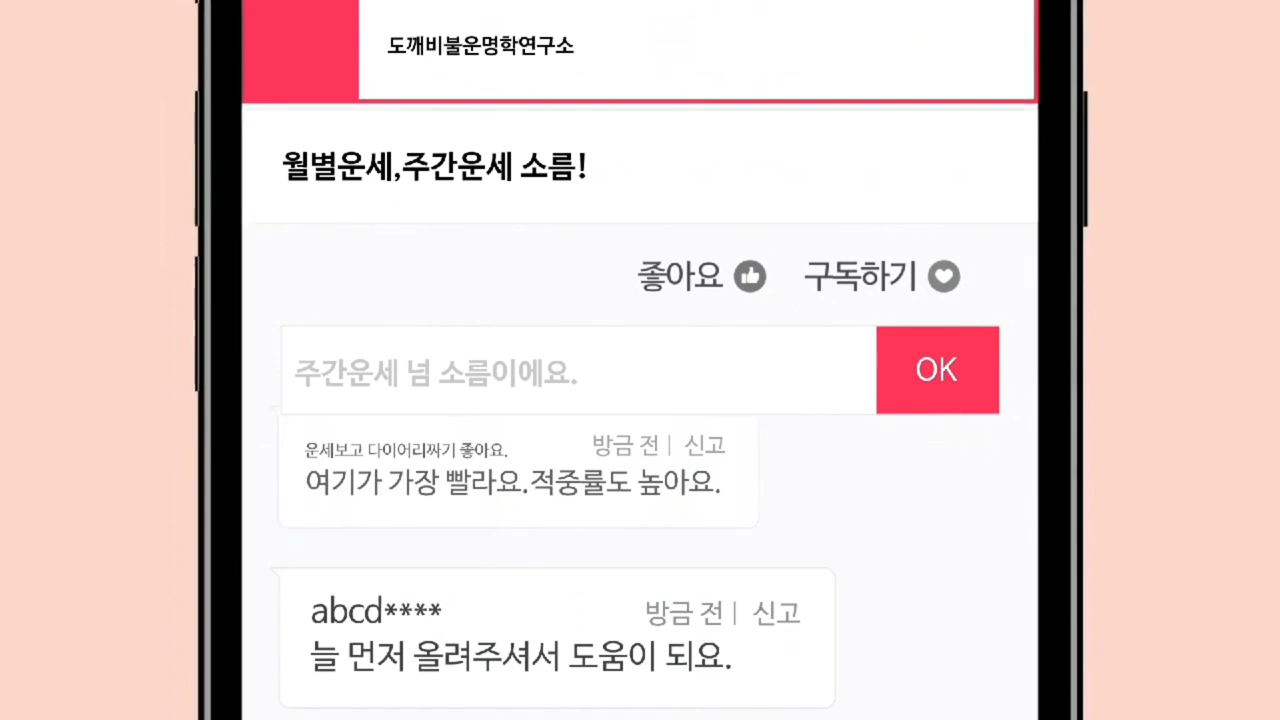 도깨비불운명학연구소
월별운세,주간운세 소름!
좋아요 구독하기
주간운세 넘 소름이에요.
OK
운세보고 다이어리짜기 좋아요. 방금 전| 신고
여기가 가장 빨라요.적중률도 높아요.
abcd**** 방금 전| 신고
늘 먼저 올려주셔서 도움이 되요.